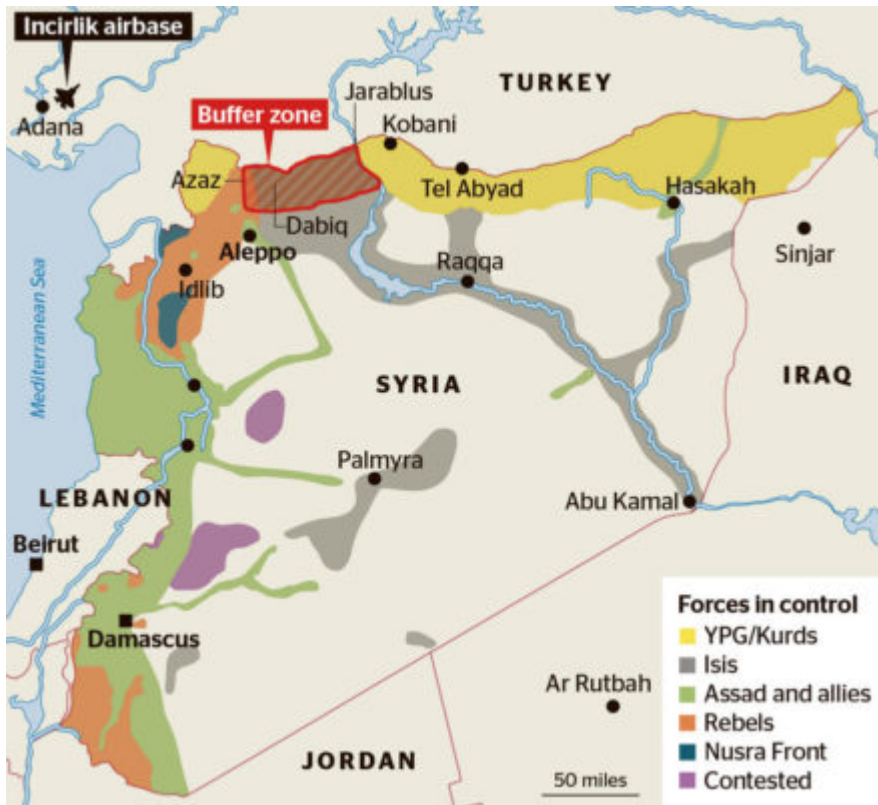 Incirlik airbase
Adana
TURKEY
Jarablus
Buffer zone
Kobani
Azaz
Tel Abyad
Hasakah
Dabiq
Aleppo
Sinjar
Raqqa
Idlib
Mediterranean Sea
SYRIA
IRAQ
Palmyra
LEBANON
Abu Kamal
Beirut
Damascus
Ar Rutbah
JORDAN
50 miles
Forces in control
YPG/Kurds
Isis
Assad and allies
Rebels
Nusra Front
Contested